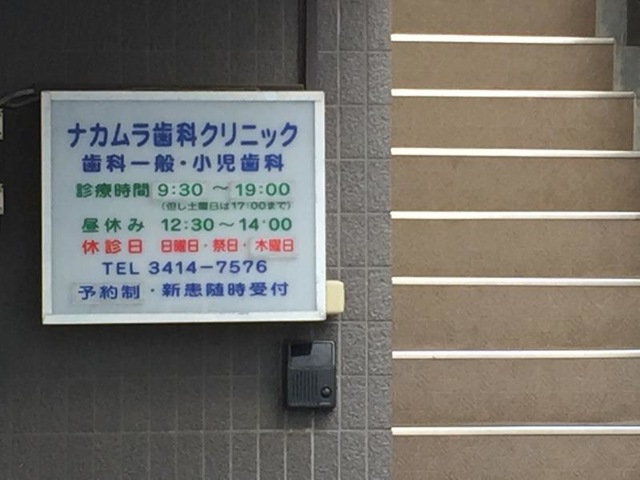 ナカムラ歯科クリニック
歯科一般・小児歯科
診療時間 9:30 ～ 19:00
(但し土曜日は17:00まで)
昼休み 12:30～14:00
休診日 日曜日・祭日・木曜日
TEL 3414-7576
予約制・新患随時受付